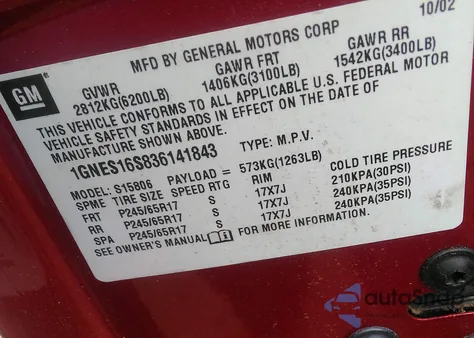 10/02
MFD BY GENERAL MOTORS CORP
GM
GVWR GAWR FRT GAWR RR
2812KG(6200LB) 1406KG(3100LB) 1542KG(3400LB)
THIS VEHICLE CONFORMS TO ALL APPLICABLE U.S. FEDERAL MOTOR
VEHICLE SAFETY STANDARDS IN EFFECT ON THE DATE OF
MANUFACTURE SHOWN ABOVE.
1GNES16S836141843 TYPE: M.P.V.
MODEL: S15806 PAYLOAD = 573KG(1263LB)
SPME TIRE SIZE SPEED RTG RIM COLD TIRE PRESSURE
FRT P245/65R17 S 17X7J 210KPA(30PSI)
RR P245/65R17 S 17X7J 240KPA(35PSI)
SPA P245/65R17 S 17X7J 240KPA(35PSI)
SEE OWNER'S MANUAL FOR MORE INFORMATION.
autoSnap